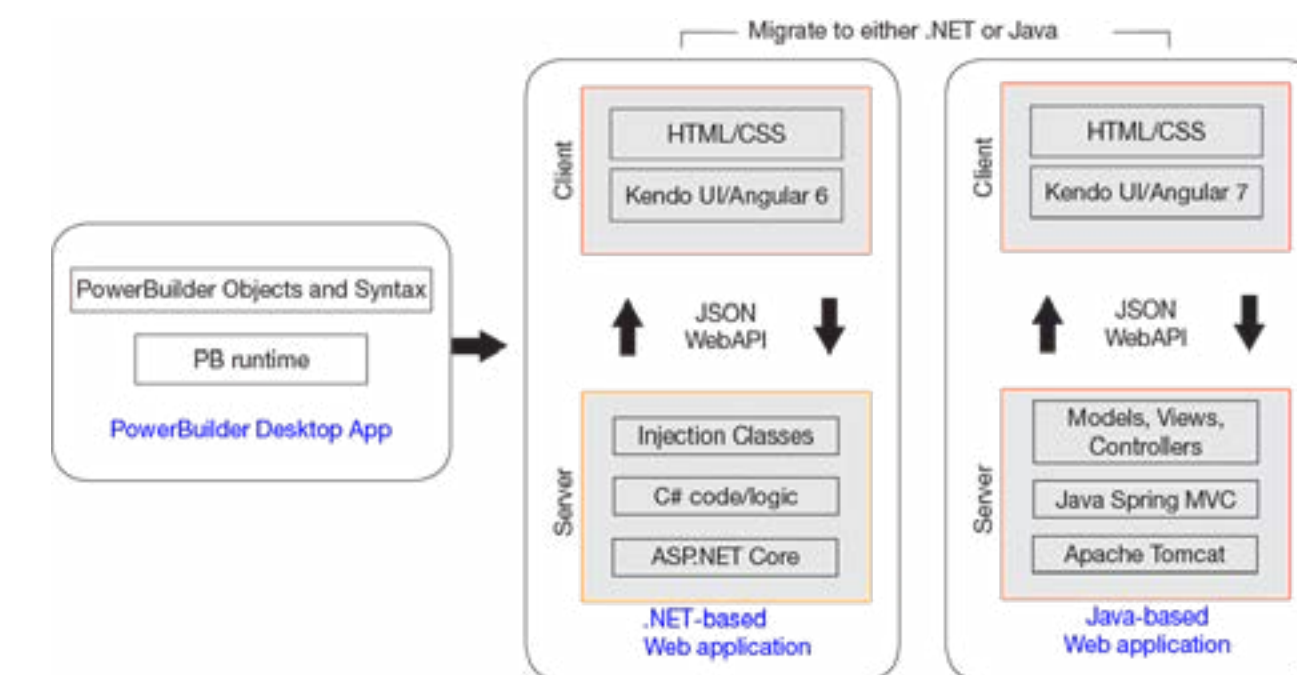 Migrate to either .NET or Java
PowerBuilder Objects and Syntax
PB runtime
PowerBuilder Desktop App
Client
HTML/CSS
Kendo UI/Angular 6
JSON
WebAPI
Server
Injection Classes
C# code/logic
ASP.NET Core
.NET-based
Web application
Client
HTML/CSS
Kendo UI/Angular 7
JSON
WebAPI
Server
Models, Views,
Controllers
Java Spring MVC
Apache Tomcat
Java-based
Web application